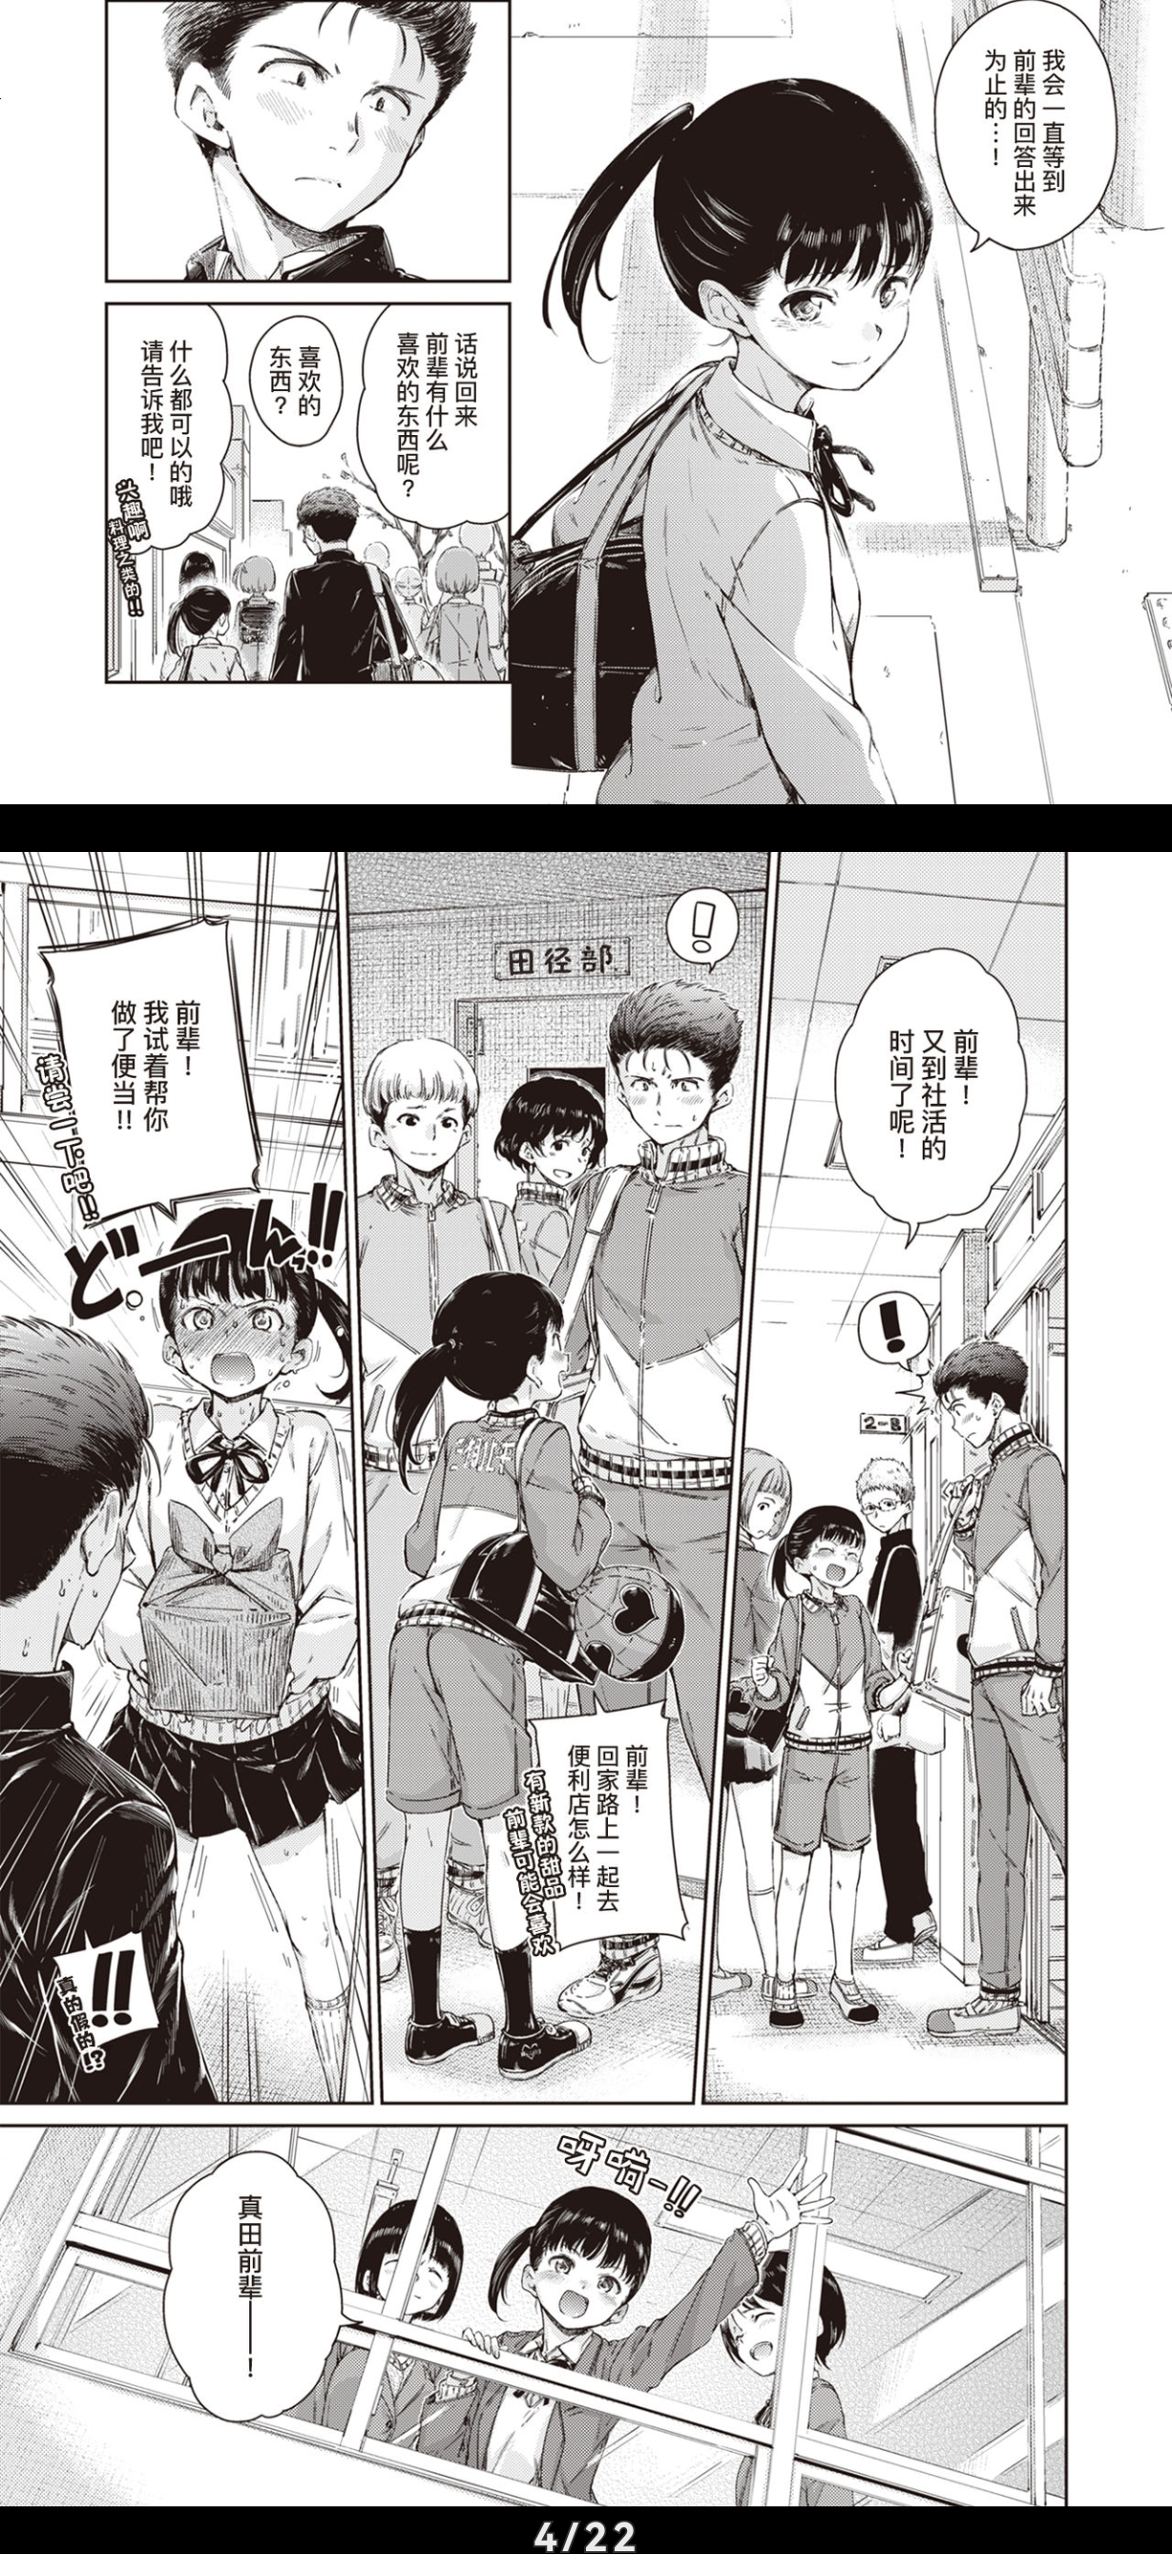 我会一直等到
前辈的回答出来
为止的…！
话说回来
前辈有什么
喜欢的东西呢？
喜欢的
东西？
什么都可以的哦
请告诉我吧！
兴趣啊
料理之类的!!
前辈！
又到社活的
时间了呢！
！
2-B
！
田径部
前辈！
回家路上一起去
便利店怎么样！
有新款的甜品
前辈可能会喜欢
前辈！
我试着帮你
做了便当!!
请尝一下吧!!
どーん!!
!!
真的假的!?
呀嗬-!!
真田前辈——！
4/22